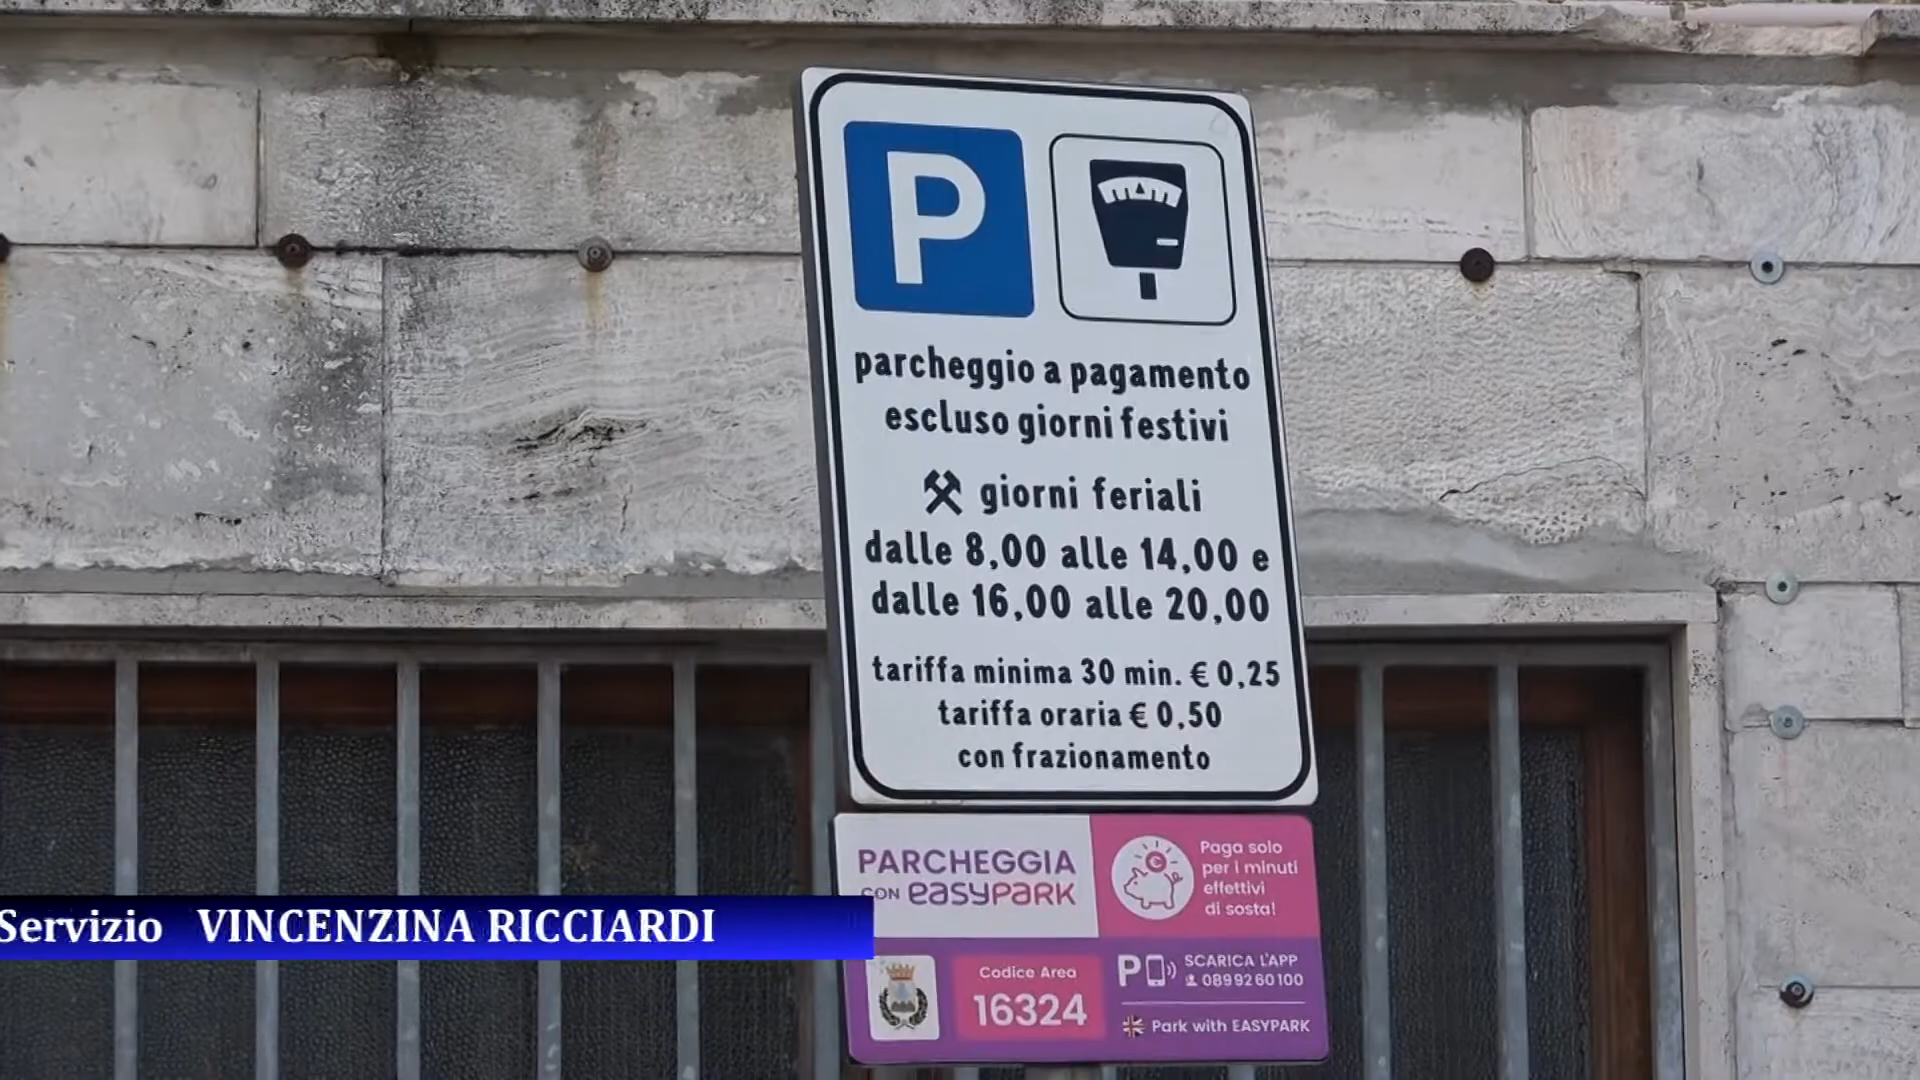 P
parcheggio a pagamento
escluso giorni festivi
giorni feriali
dalle 8,00 alle 14,00 e
dalle 16,00 alle 20,00
tariffa minima 30 min. € 0,25
tariffa oraria € 0,50
con frazionamento
PARCHEGGIA
CON easyPARK
Paga solo
per i minuti
effettivi
di sosta!
Servizio VINCENZINA RICCIARDI
Codice Area
16324
P
SCARICA L'APP
0899260100
Park with EASYPARK